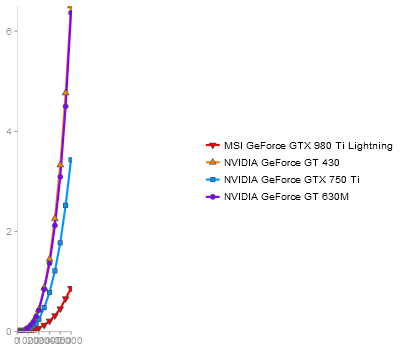 6
4
2
0
MSI GeForce GTX 980 Ti Lightning
NVIDIA GeForce GT 430
NVIDIA GeForce GTX 750 Ti
NVIDIA GeForce GT 630M